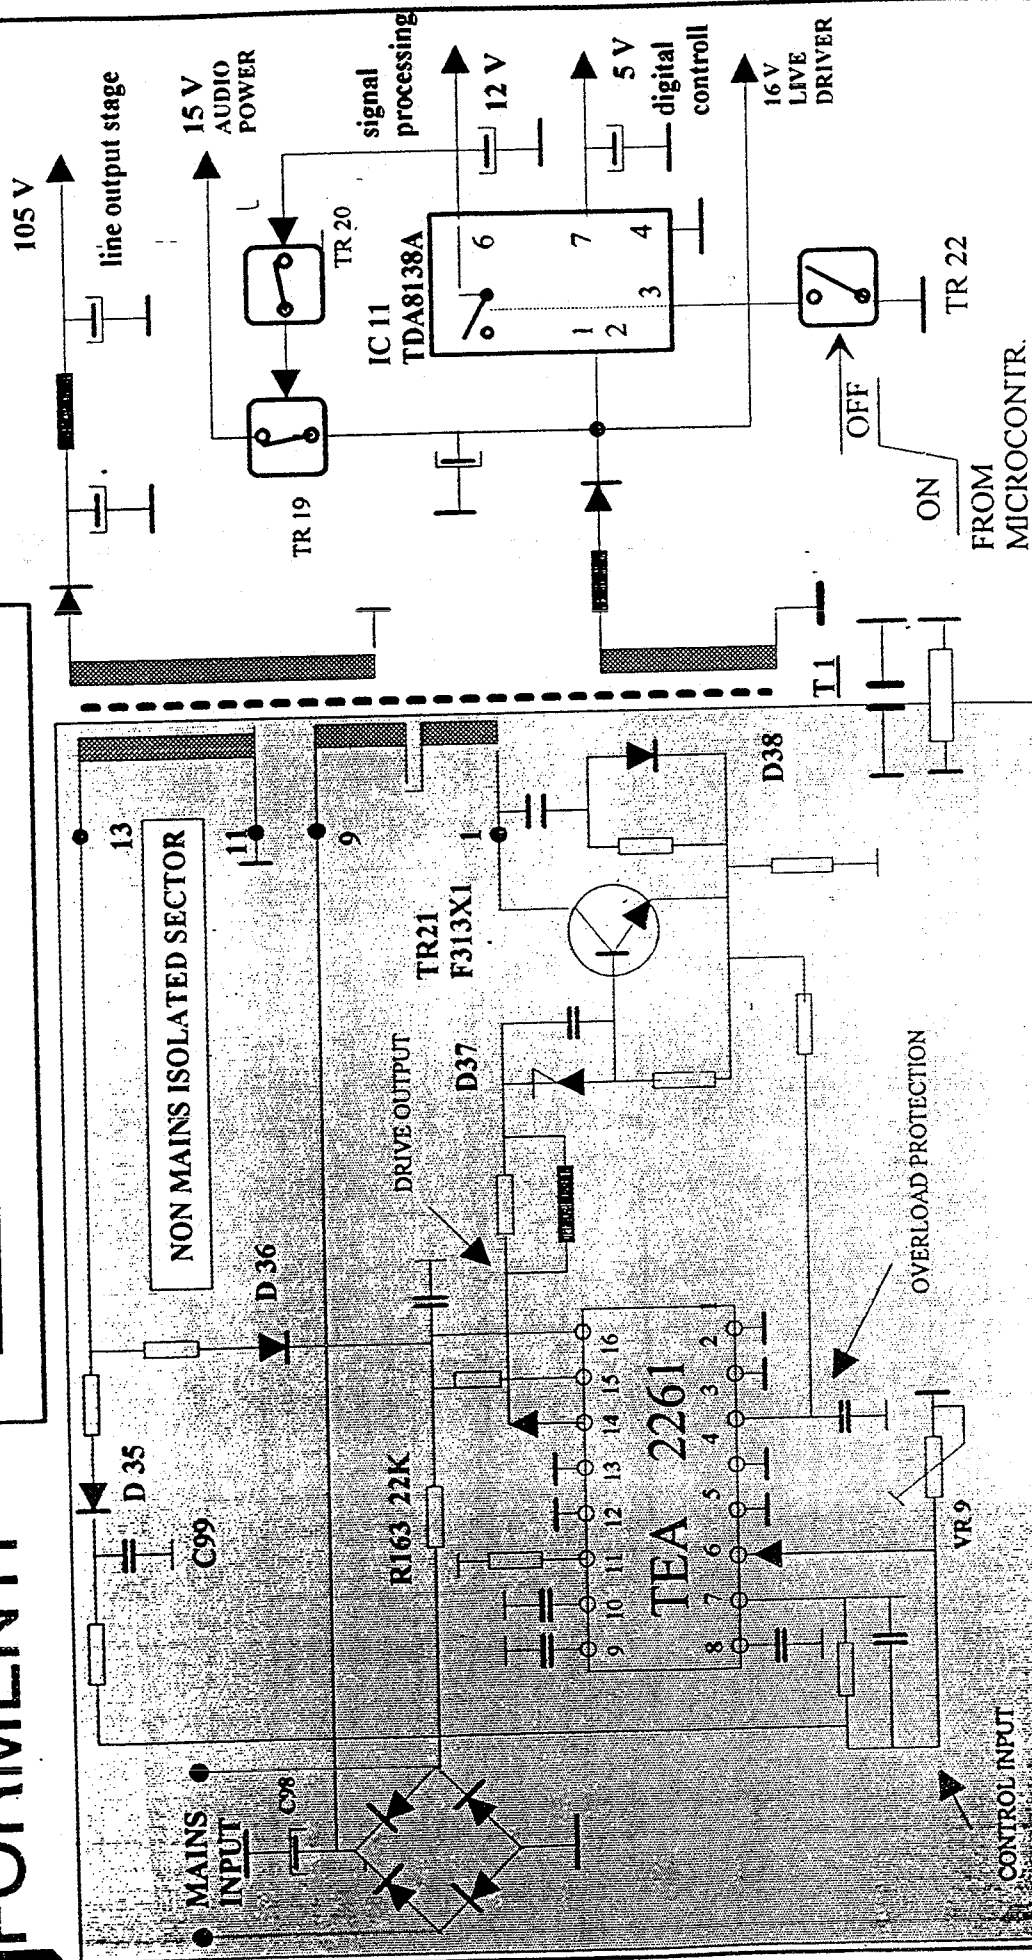 105 V
line output stage
15 V
AUDIO
POWER
signal
processing
12 V
5 V
digital
controll
16 V
LIVE
DRIVER
TR 20
TR 19
IC 11
TDA8138A
6
7
1
2
3
4
TR 22
OFF
ON
FROM
MICROCONTR.
T 1
13
11
9
1
NON MAINS ISOLATED SECTOR
TR21
F313X1
D38
D37
DRIVE OUTPUT
D 36
D 35
C99
R163 22K
OVERLOAD PROTECTION
16
15
14
13
12
11
10
9
TEA 2261
1
2
3
4
5
6
7
8
VR.9
MAINS
INPUT
C98
CONTROL INPUT